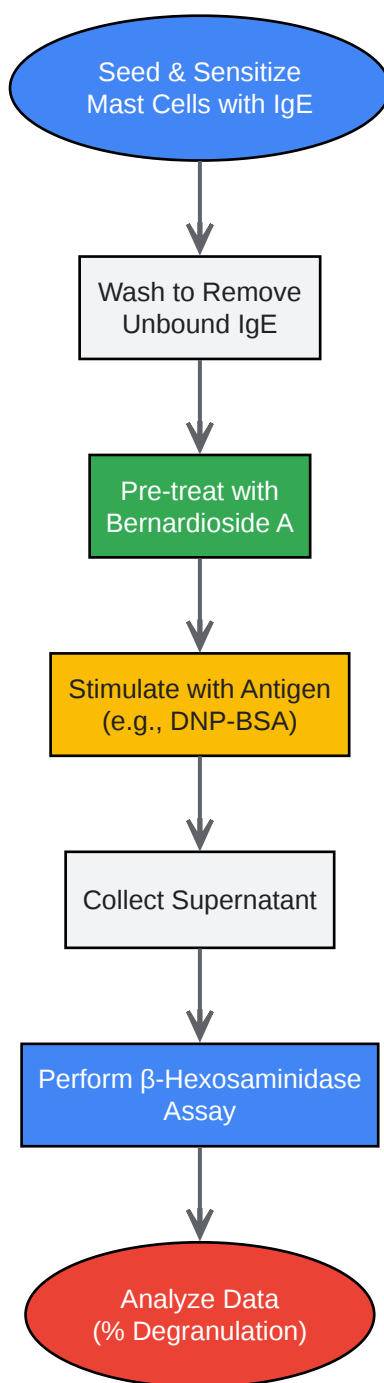 Seed & Sensitize
Mast Cells with IgE
Wash to Remove
Unbound IgE
Pre-treat with
Bernardioside A
Stimulate with Antigen
(e.g., DNP-BSA)
Collect Supernatant
Perform β-Hexosaminidase
Assay
Analyze Data
(% Degranulation)